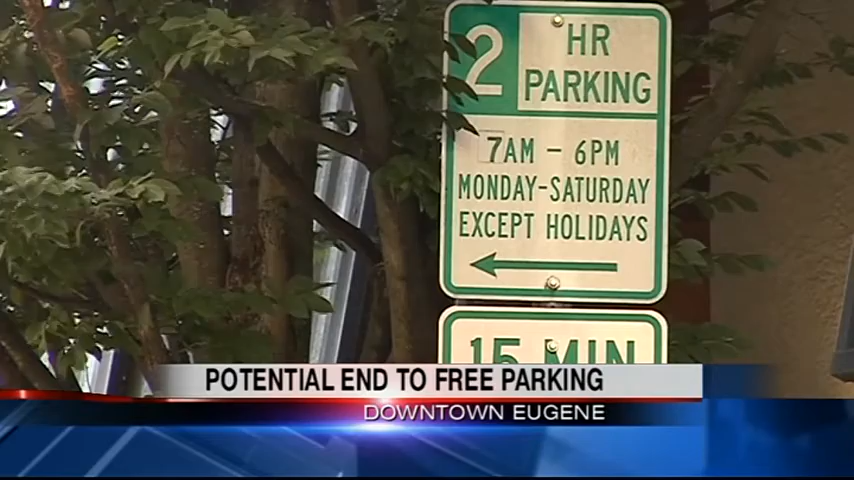 2 HR
PARKING
7AM - 6PM
MONDAY-SATURDAY
EXCEPT HOLIDAYS
15 MIN
POTENTIAL END TO FREE PARKING
DOWNTOWN EUGENE